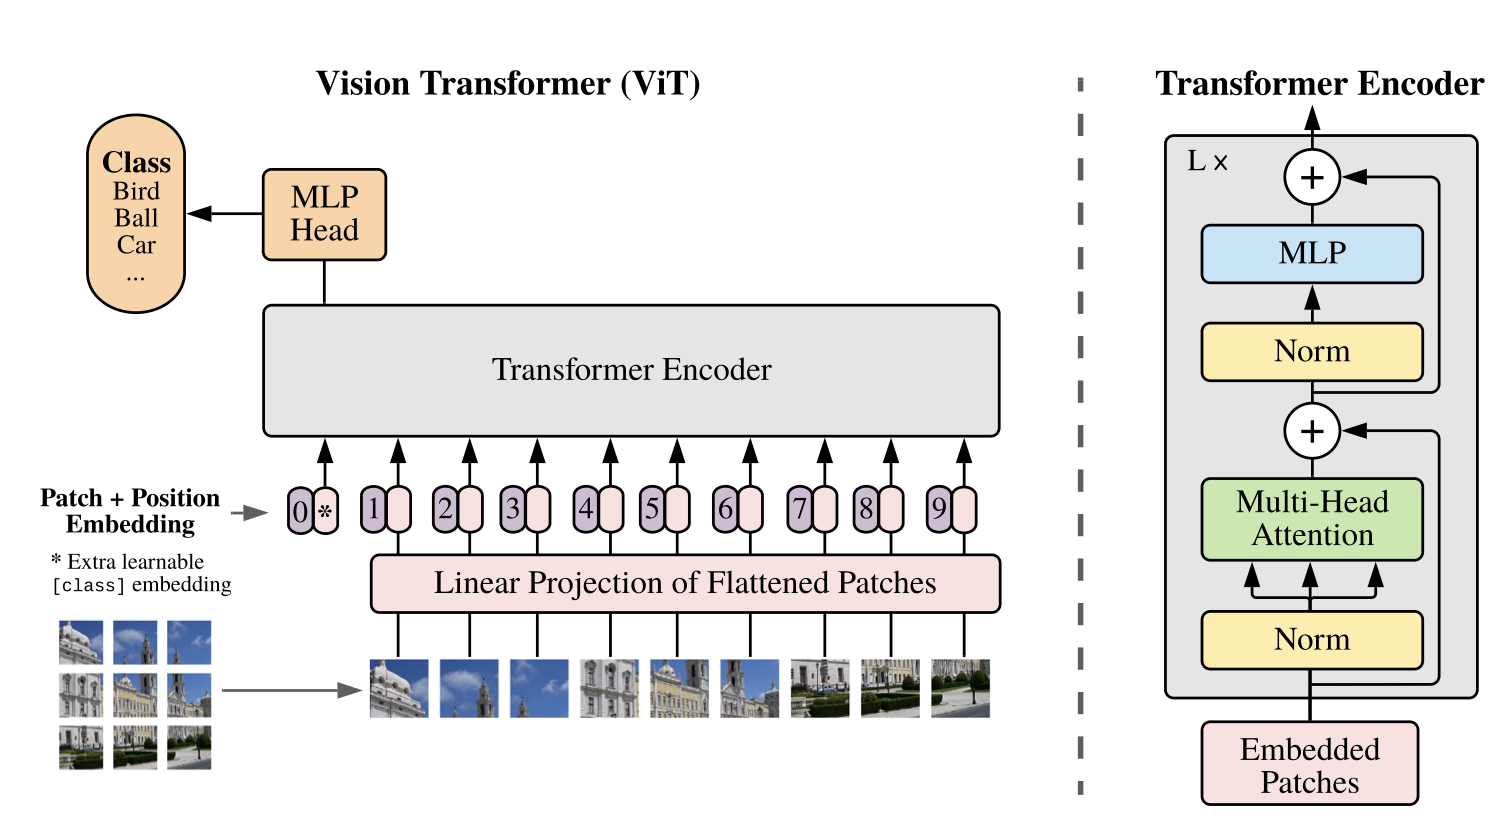 Vision Transformer (ViT)
Class
Bird
Ball
Car
...
MLP
Head
Transformer Encoder
Patch + Position
Embedding
* Extra learnable
[class] embedding
0 * 1 2 3 4 5 6 7 8 9
Linear Projection of Flattened Patches
Transformer Encoder
L ×
+
MLP
Norm
+
Multi-Head
Attention
Norm
Embedded
Patches